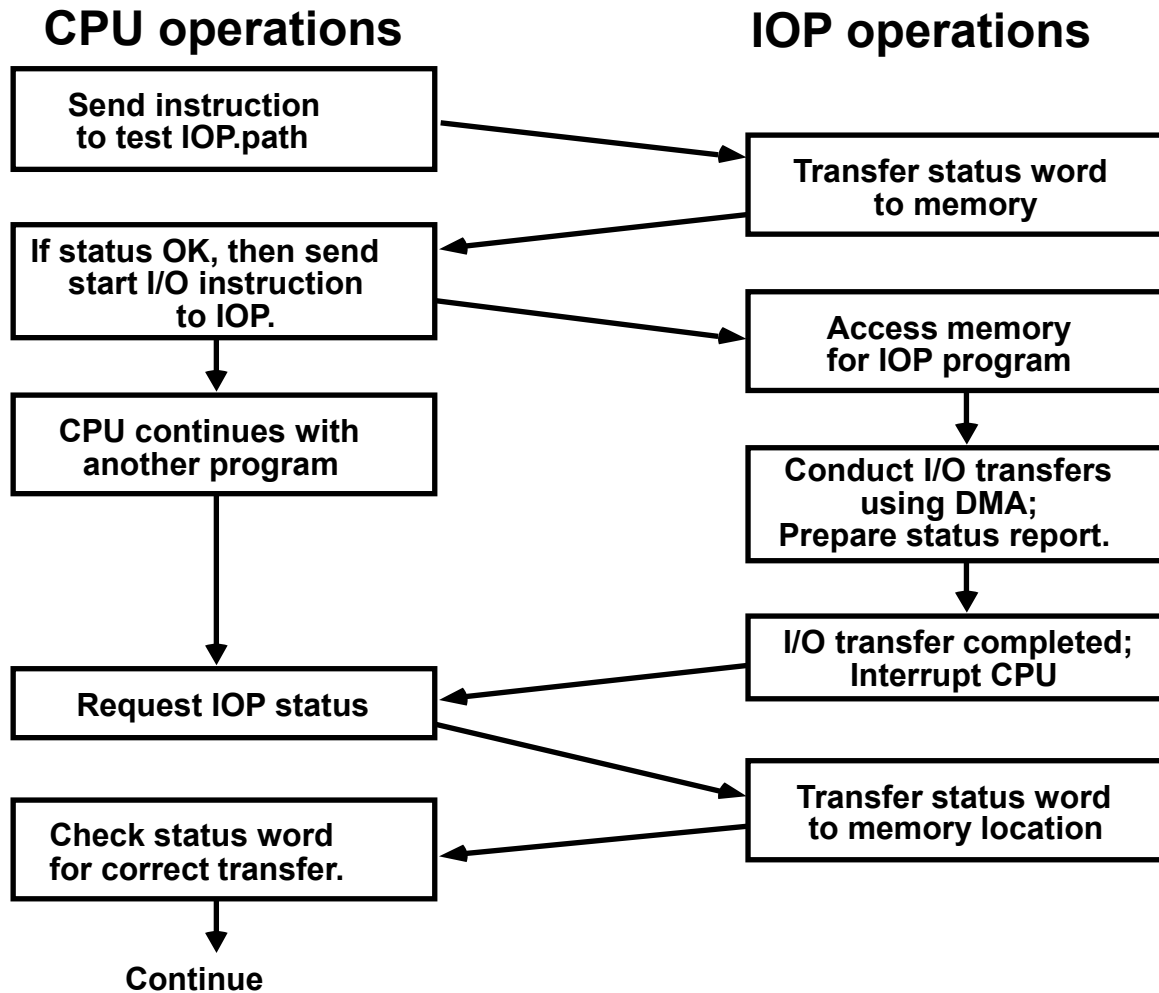 CPU operations
IOP operations
Send instruction
to test IOP.path
Transfer status word
to memory
If status OK, then send
start I/O instruction
to IOP.
Access memory
for IOP program
CPU continues with
another program
Conduct I/O transfers
using DMA;
Prepare status report.
I/O transfer completed;
Interrupt CPU
Request IOP status
Transfer status word
to memory location
Check status word
for correct transfer.
Continue